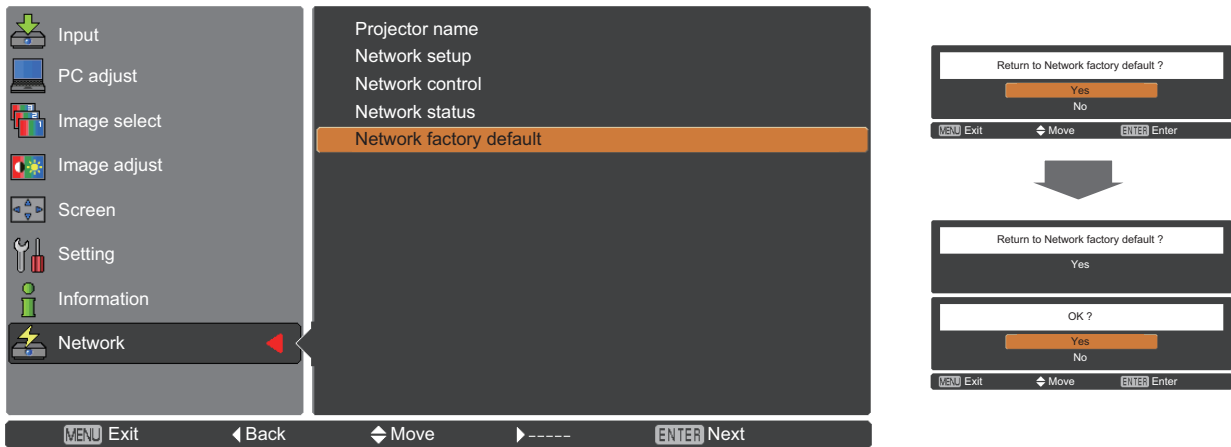 Input
PC adjust
Image select
Image adjust
Screen
Setting
Information
Network
Projector name
Network setup
Network control
Network status
Network factory default
MENU Exit Back Move ----- ENTER Next
Return to Network factory default ?
Yes
No
MENU Exit Move ENTER Enter
Return to Network factory default ?
Yes
OK ?
Yes
No
MENU Exit Move ENTER Enter